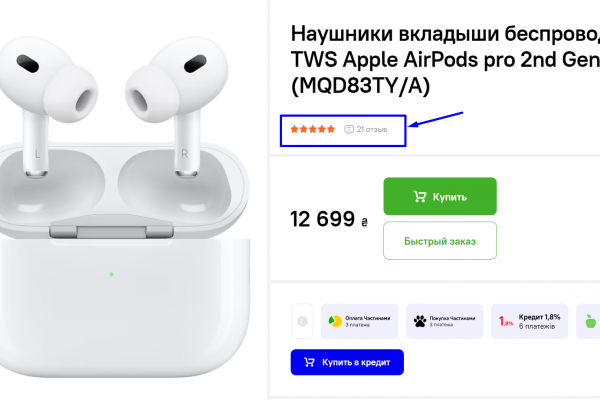 Наушники вкладыши
TWS Apple AirPods pro 2nd Gen
(MQD83TY/A)
21 отзыв
12 699 ₴
Купить
Быстрый заказ
Оплата Частинами
3 платежа
Покупка Частинами
3 платежа
1,8%
Кредит 1,8%
6 платежів
Купить в кредит
L
R